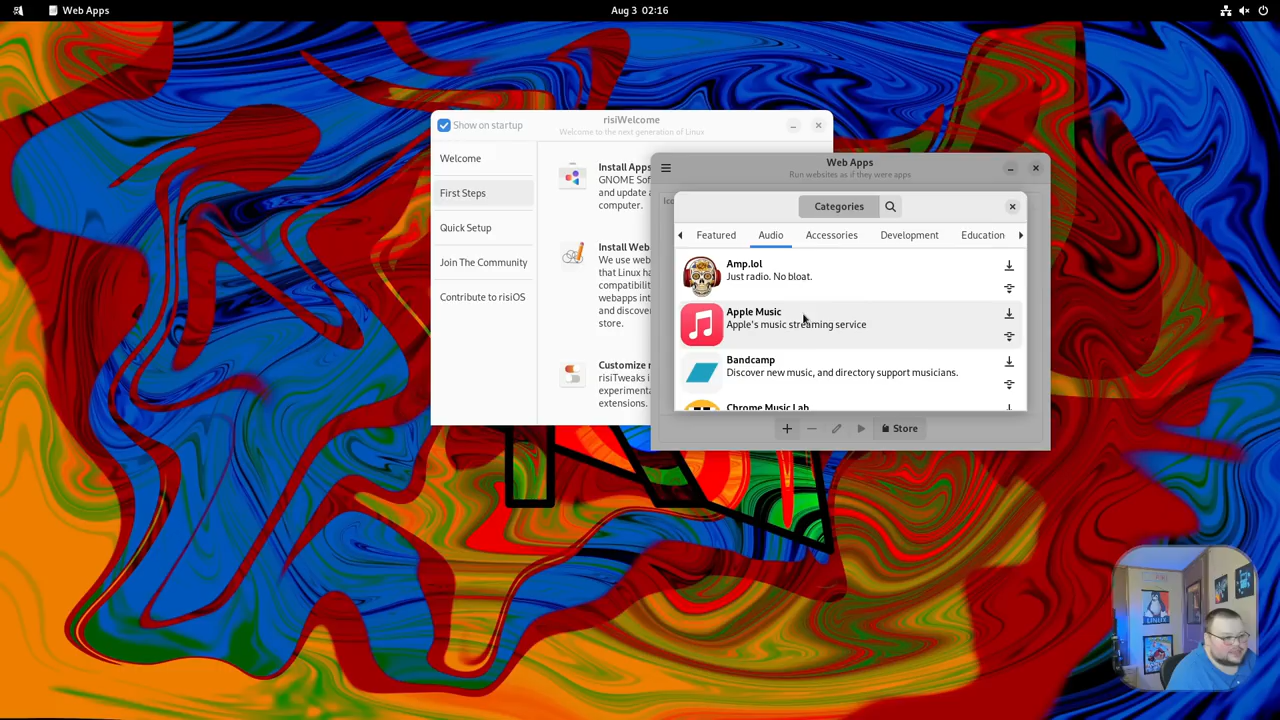 Web Apps
Aug 3 02:16
Show on startup
risiWelcome
Welcome to the next generation of Linux
Welcome
First Steps
Quick Setup
Join The Community
Contribute to risiOS
Install Apps
GNOME Sof
and update a
computer.
Install Web
We use web
that Linux ha
compatibilit
webapps int
and discover
store.
Customize r
risiTweaks i
experimenta
extensions.
Web Apps
Run websites as if they were apps
Ico
Categories
Featured
Audio
Accessories
Development
Education
Amp.lol
Just radio. No bloat.
Apple Music
Apple's music streaming service
Bandcamp
Discover new music, and directory support musicians.
Chrome Music Lab
Store
LINUX